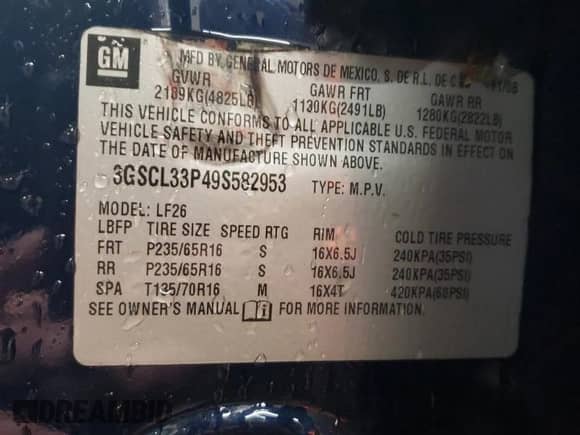 GM
MFD BY GENERAL MOTORS DE MEXICO, S. DE R.L. DE C.V.
GVWR GAWR FRT GAWR RR
2189KG(4825LB) 1130KG(2491LB) 1280KG(2822LB)
THIS VEHICLE CONFORMS TO ALL APPLICABLE U.S. FEDERAL MOTOR
VEHICLE SAFETY AND THEFT PREVENTION STANDARDS IN EFFECT ON
THE DATE OF MANUFACTURE SHOWN ABOVE.
3GSCL33P49S582953 TYPE: M.P.V.
MODEL: LF26
LBFP TIRE SIZE SPEED RTG RIM COLD TIRE PRESSURE
FRT P235/65R16 S 16X6.5J 240KPA(35PSI)
RR P235/65R16 S 16X6.5J 240KPA(35PSI)
SPA T135/70R16 M 16X4T 420KPA(60PSI)
SEE OWNER'S MANUAL FOR MORE INFORMATION.
DREAMBID